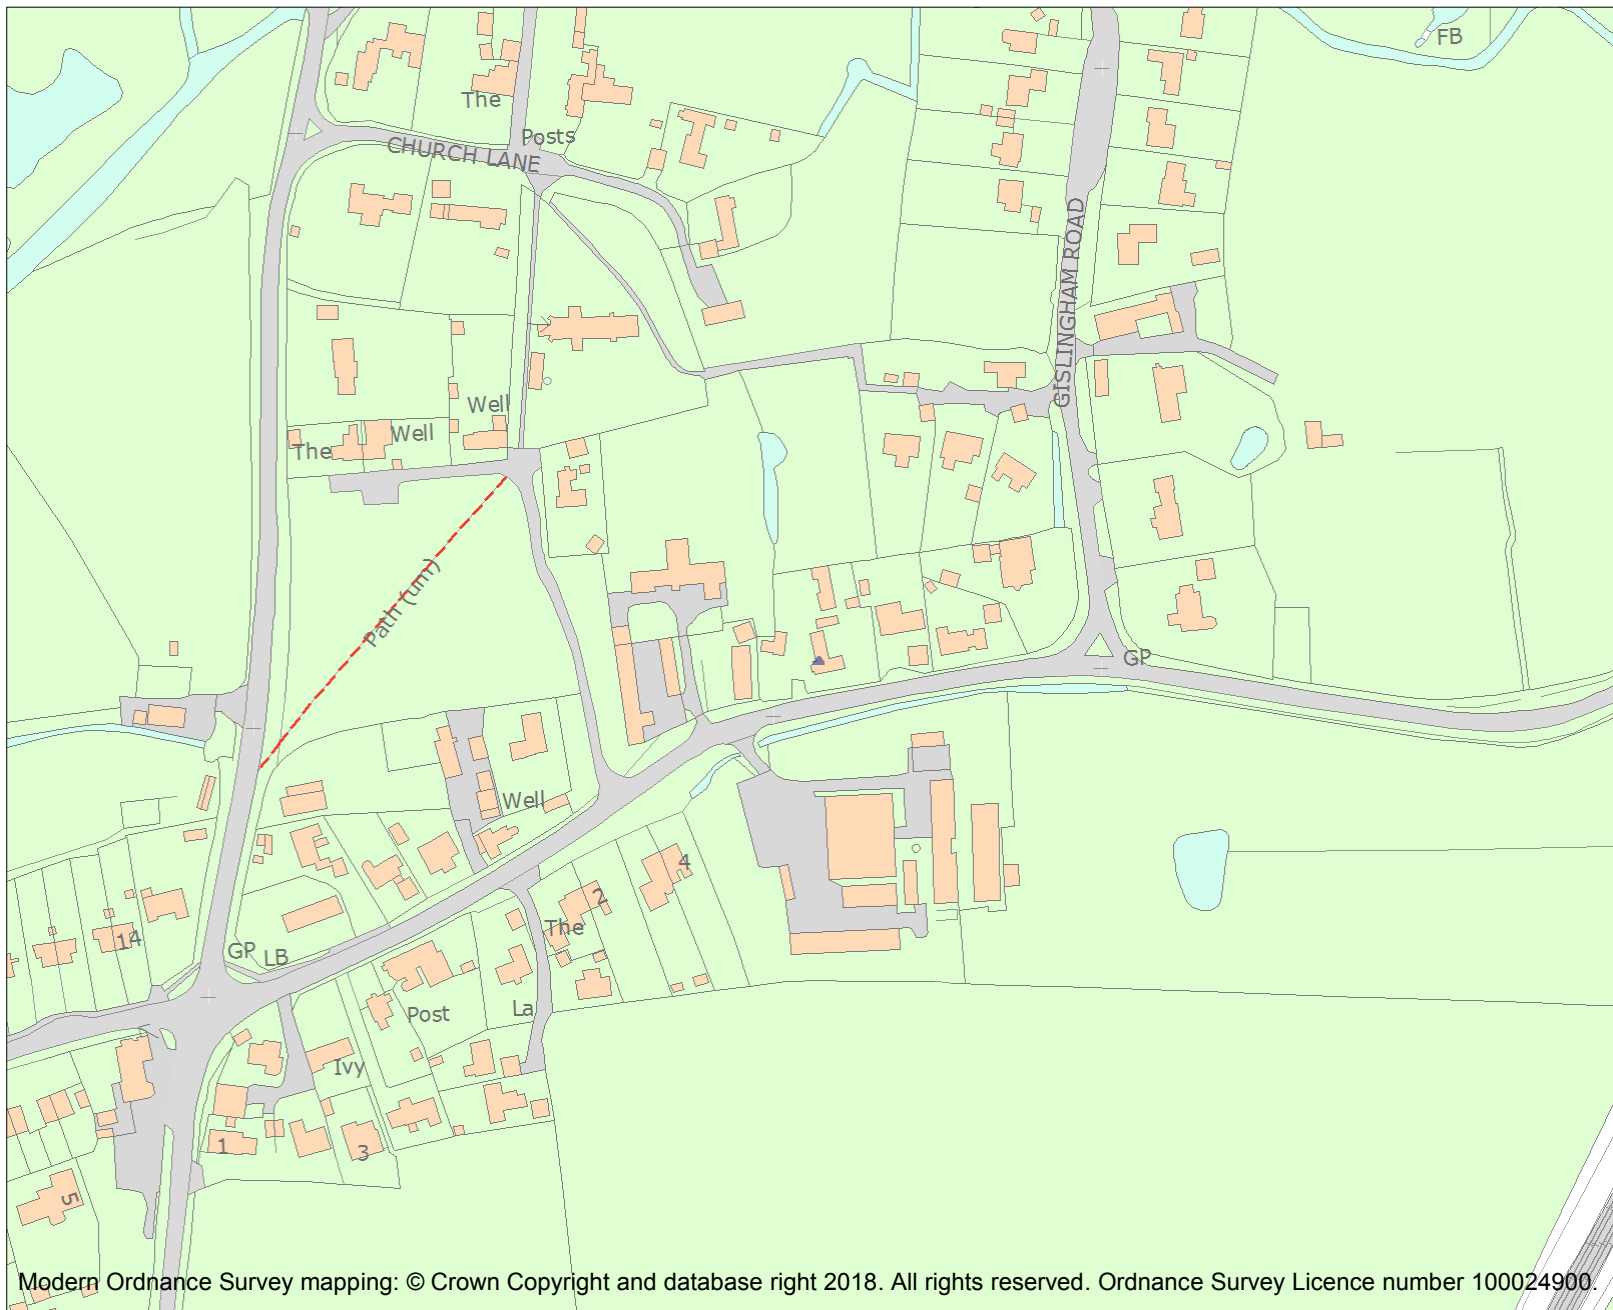 FB
The
Posts
CHURCH LANE
GISLINGHAM ROAD
Well
Well
The
Path (um)
GP
Well
4
2
The
14
GP
LB
Post
La
Ivy
1
3
5
Modern Ordnance Survey mapping: © Crown Copyright and database right 2018. All rights reserved. Ordnance Survey Licence number 100024900.